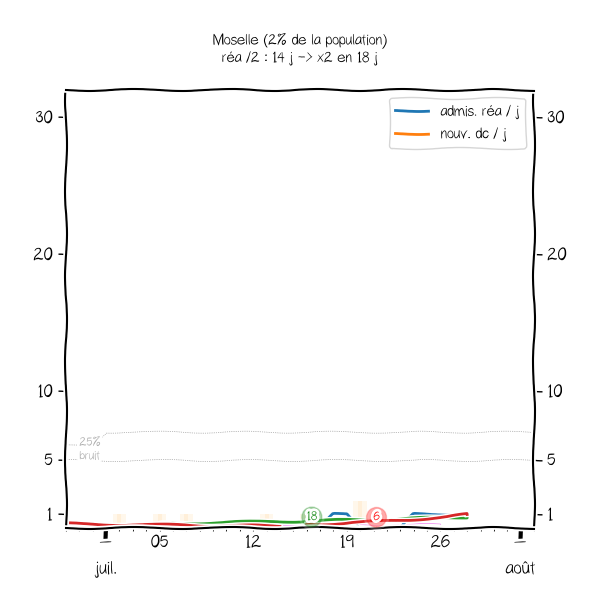 Moselle (2% de la population)
réa /2 : 14 j -> x2 en 18 j
admis. réa / j
nouv. dc / j
30
30
20
20
10
10
25%
bruit
5
5
1
18
6
1
05
12
19
26
juil.
août